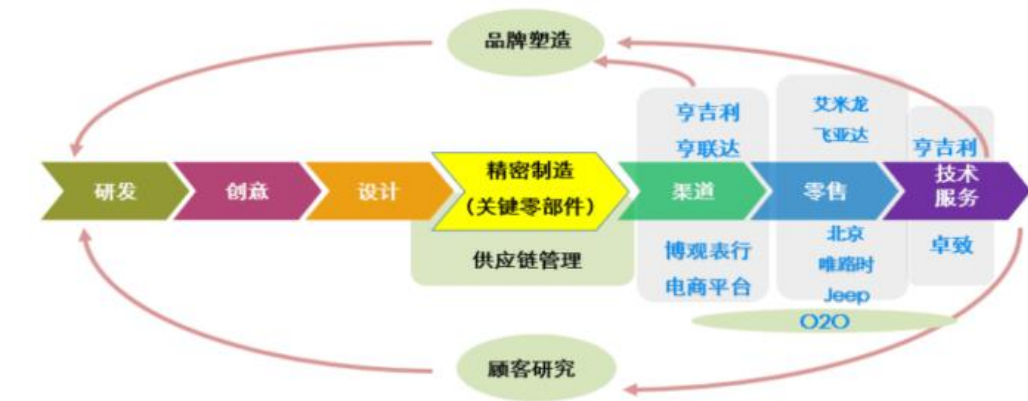 品牌塑造
亨吉利
亨联达
艾米龙
飞亚达
亨吉利
研发
创意
设计
精密制造
（关键零部件）
渠道
零售
技术
服务
供应链管理
博观表行
电商平台
北京
唯路时
Jeep
卓致
O2O
顾客研究